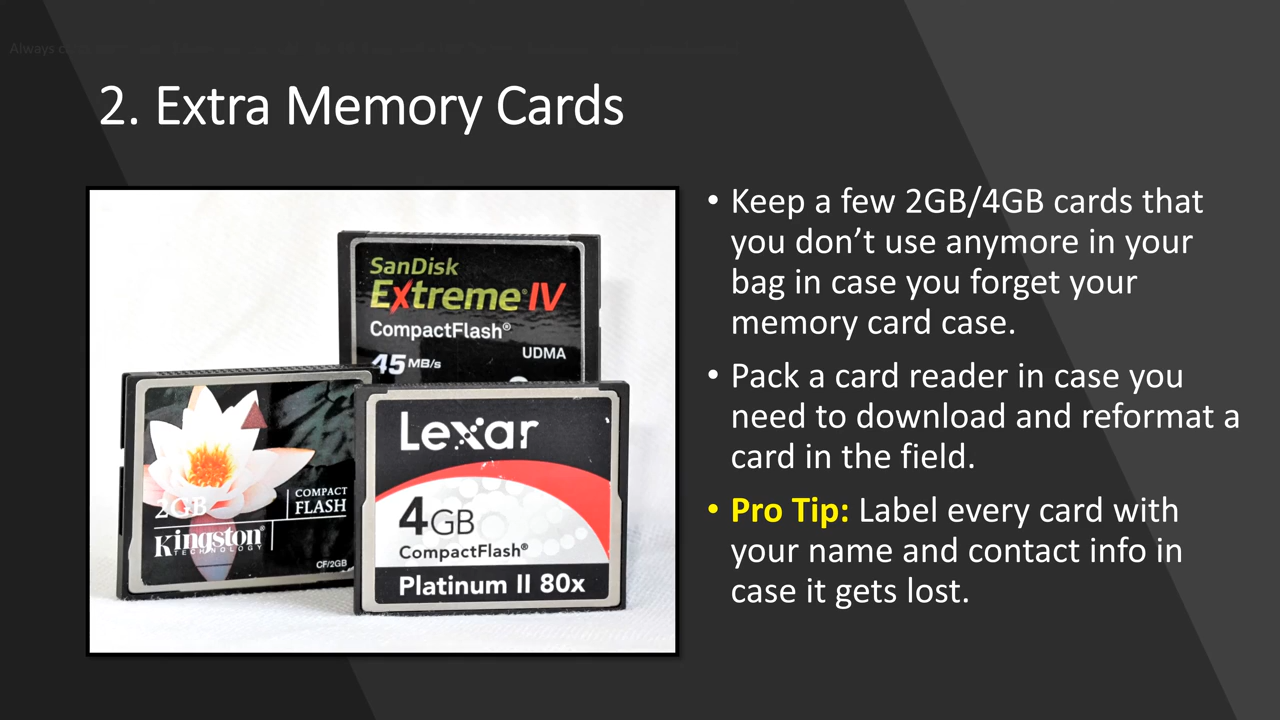 Always
2. Extra Memory Cards
SanDisk
Extreme® IV
CompactFlash®
45 MB/s
UDMA
2GB
COMPACT
FLASH
Kingston®
TECHNOLOGY
CF/2GB
Lexar
4GB
CompactFlash®
Platinum II 80x
• Keep a few 2GB/4GB cards that
you don’t use anymore in your
bag in case you forget your
memory card case.
• Pack a card reader in case you
need to download and reformat a
card in the field.
• Pro Tip: Label every card with
your name and contact info in
case it gets lost.